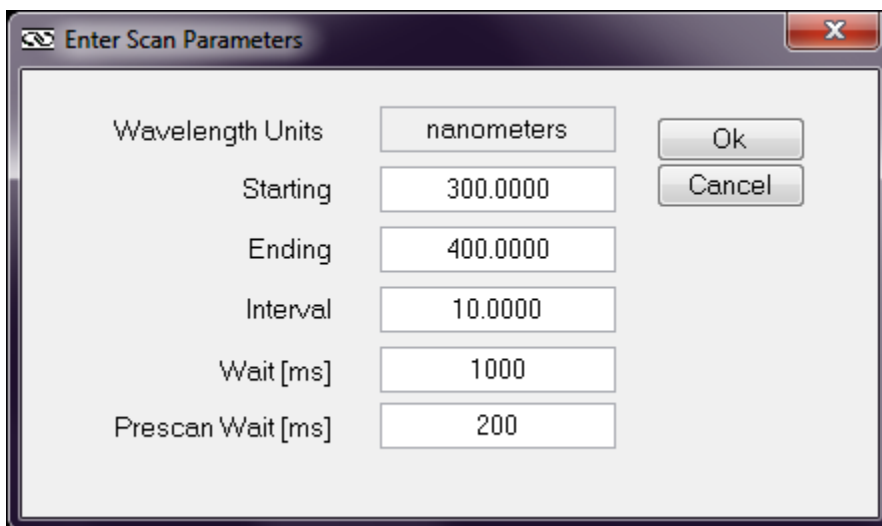 Enter Scan Parameters
Wavelength Units nanometers Ok
Starting 300.0000 Cancel
Ending 400.0000
Interval 10.0000
Wait [ms] 1000
Prescan Wait [ms] 200